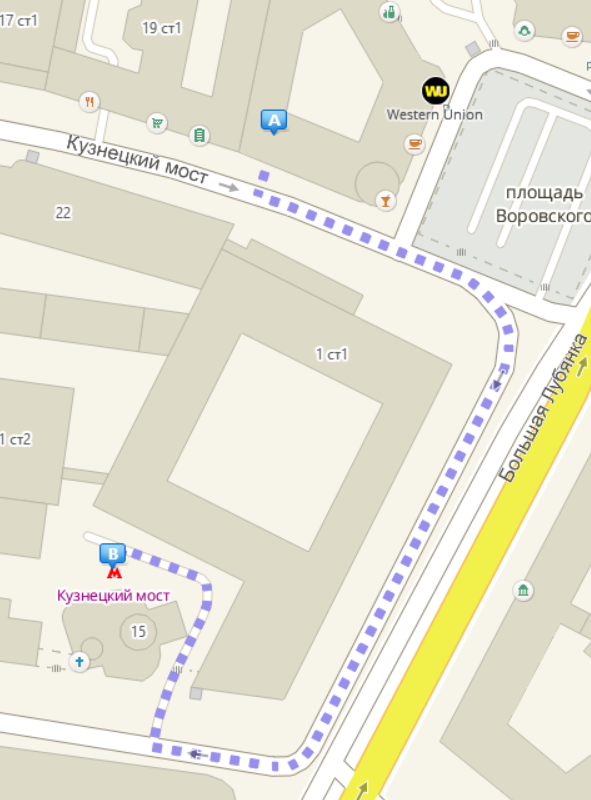 17 ст1
19 ст1
WU
Western Union
A
Кузнецкий мост
площадь
Воровского
22
1 ст1
Большая Лубянка
1 ст2
B
М
Кузнецкий мост
15